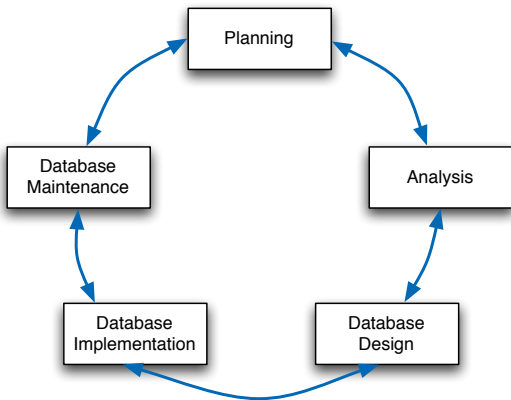 Planning
Analysis
Database
Design
Database
Implementation
Database
Maintenance